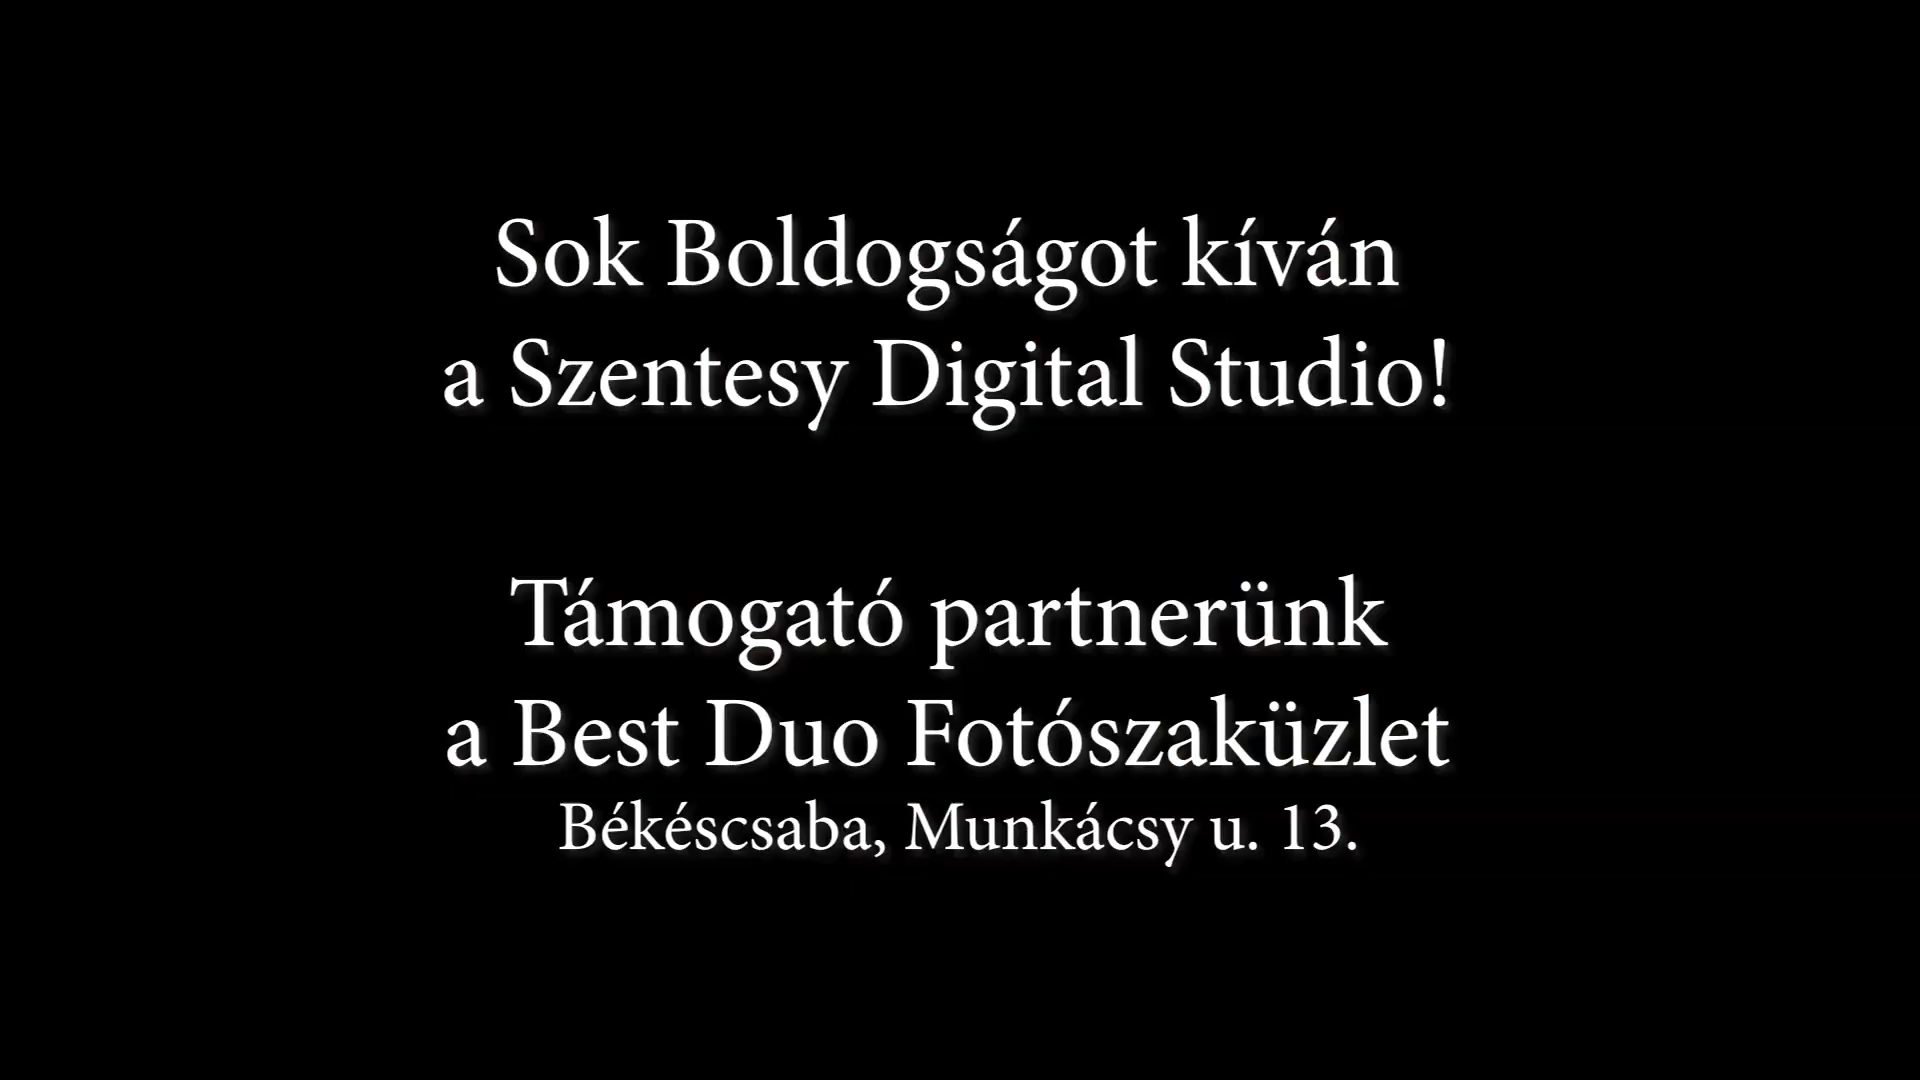 Sok Boldogságot kíván
a Szentesy Digital Studio!
Támogató partnerünk
a Best Duo Fotószaküzlet
Békéscsaba, Munkácsy u. 13.